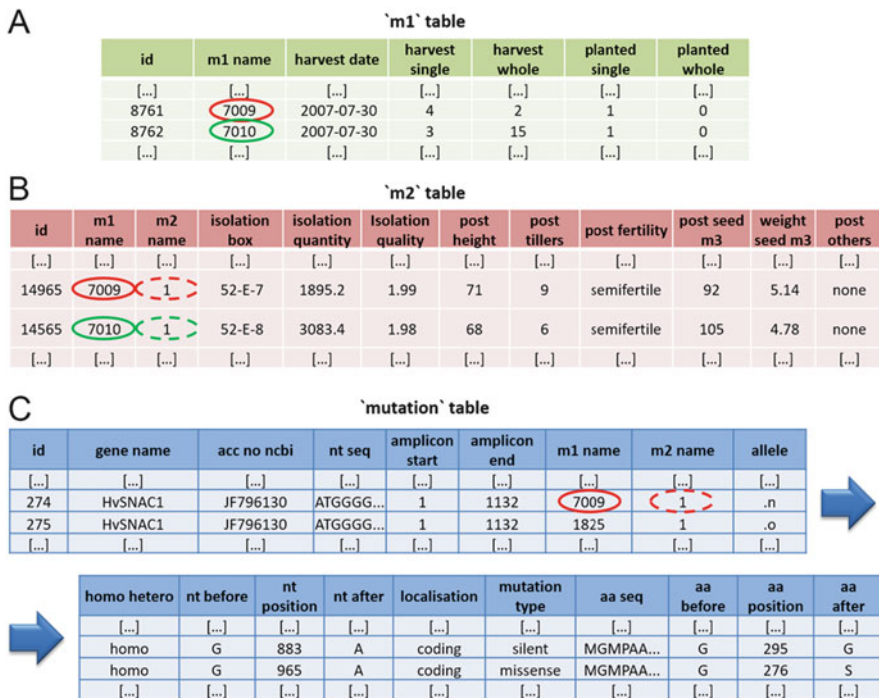 A
`m1` table
id m1 name harvest date harvest single harvest whole planted single planted whole
[...] [...] [...] [...] [...] [...] [...]
8761 7009 2007-07-30 4 2 1 0
8762 7010 2007-07-30 3 15 1 0
[...] [...] [...] [...] [...] [...] [...]
B
`m2` table
id m1 name m2 name isolation box isolation quantity Isolation quality post height post tillers post fertility post seed m3 weight seed m3 post others
[...] [...] [...] [...] [...] [...] [...] [...] [...] [...] [...] [...]
14965 7009 1 52-E-7 1895.2 1.99 71 9 semifertile 92 5.14 none
14565 7010 1 52-E-8 3083.4 1.98 68 6 semifertile 105 4.78 none
[...] [...] [...] [...] [...] [...] [...] [...] [...] [...] [...] [...]
C
`mutation` table
id gene name acc no ncbi nt seq amplicon start amplicon end m1 name m2 name allele
[...] [...] [...] [...] [...] [...] [...] [...] [...]
274 HvSNAC1 JF796130 ATGGGG... 1 1132 7009 1 .n
275 HvSNAC1 JF796130 ATGGGG... 1 1132 1825 1 .o
[...] [...] [...] [...] [...] [...] [...] [...] [...]
homo hetero nt before nt position nt after localisation mutation type aa seq aa before aa position aa after
[...] [...] [...] [...] [...] [...] [...] [...] [...] [...]
homo G 883 A coding silent MGMPAA... G 295 G
homo G 965 A coding missense MGMPAA... G 276 S
[...] [...] [...] [...] [...] [...] [...] [...] [...] [...]